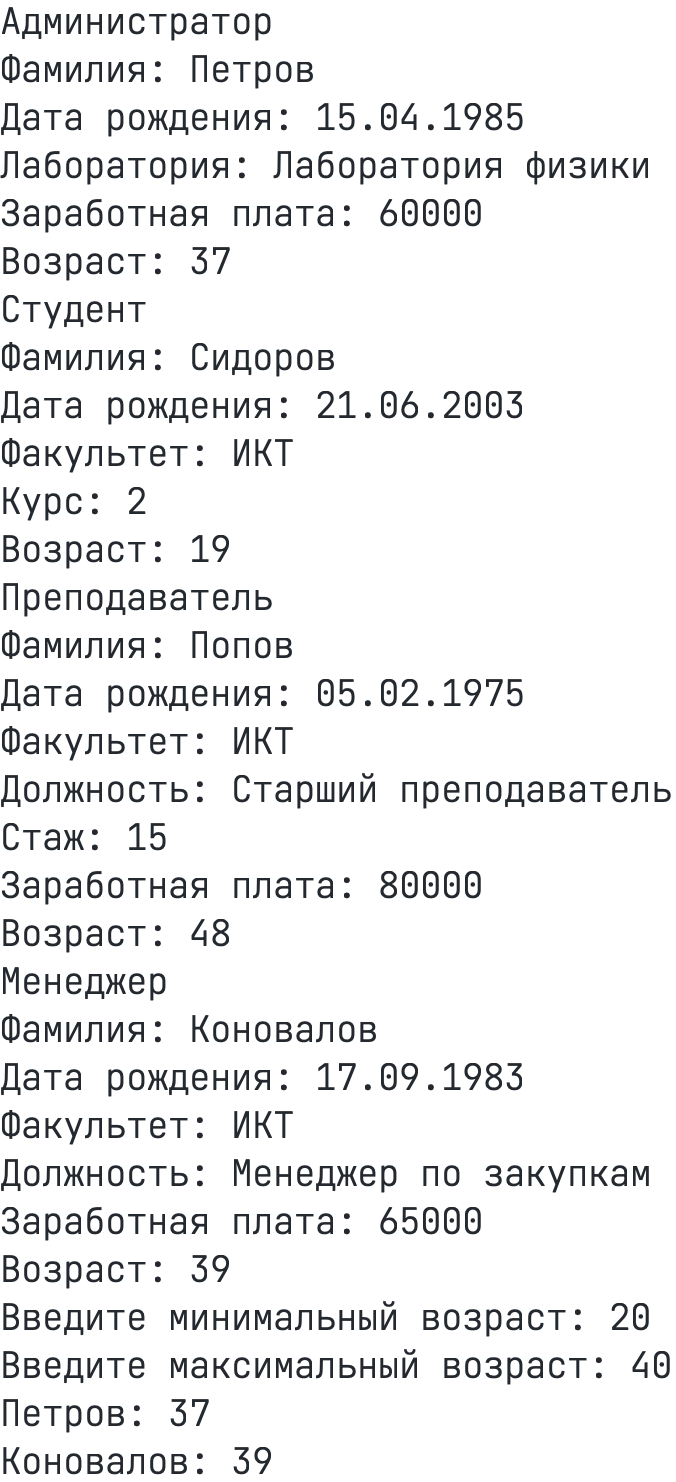 Администратор
Фамилия: Петров
Дата рождения: 15.04.1985
Лаборатория: Лаборатория физики
Заработная плата: 60000
Возраст: 37
Студент
Фамилия: Сидоров
Дата рождения: 21.06.2003
Факультет: ИКТ
Курс: 2
Возраст: 19
Преподаватель
Фамилия: Попов
Дата рождения: 05.02.1975
Факультет: ИКТ
Должность: Старший преподаватель
Стаж: 15
Заработная плата: 80000
Возраст: 48
Менеджер
Фамилия: Коновалов
Дата рождения: 17.09.1983
Факультет: ИКТ
Должность: Менеджер по закупкам
Заработная плата: 65000
Возраст: 39
Введите минимальный возраст: 20
Введите максимальный возраст: 40
Петров: 37
Коновалов: 39